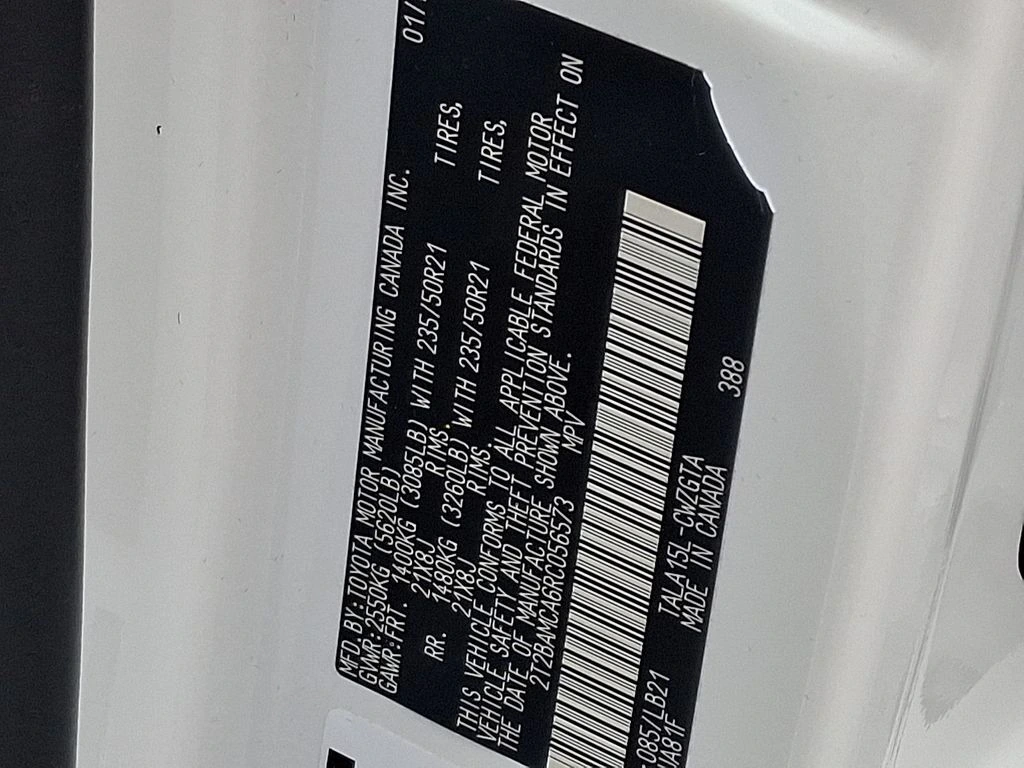 MFD. BY: TOYOTA MOTOR MANUFACTURING CANADA INC. 01/
GVWR: 2550KG (5620LB)
GAWR: FRT. 1400KG (3085LB) WITH 235/50R21 TIRES,
21X8J RIMS.
RR. 1480KG (3260LB) WITH 235/50R21 TIRES,
21X8J RIMS.
THIS VEHICLE CONFORMS TO ALL APPLICABLE FEDERAL MOTOR
VEHICLE SAFETY AND THEFT PREVENTION STANDARDS IN EFFECT ON
THE DATE OF MANUFACTURE SHOWN ABOVE.
2T2BAMCA6RC056573 MPV
:085/LB21 TALA15L-CWZGTA 388
A81F MADE IN CANADA